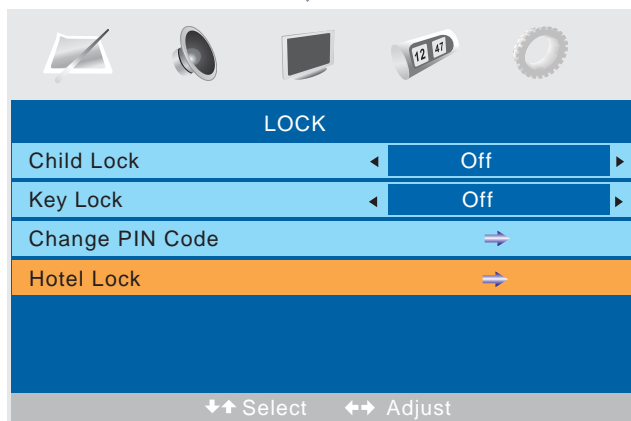 12 47
LOCK
Child Lock Off
Key Lock Off
Change PIN Code
Hotel Lock
Select Adjust